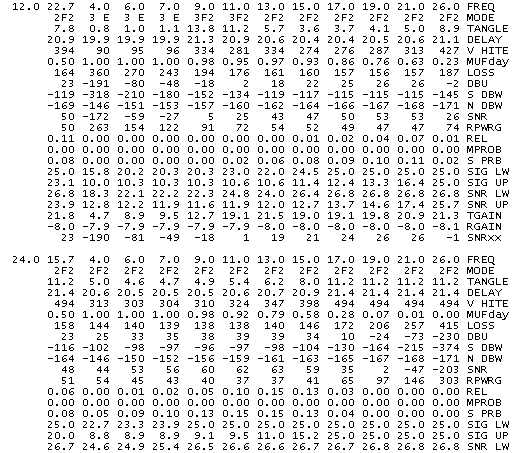 12.0 22.7 4.0 6.0 7.0 9.0 11.0 13.0 15.0 17.0 19.0 21.0 26.0 FREQ
2F2 3 E 3 E 3 E 3F2 3F2 2F2 2F2 2F2 2F2 2F2 2F2 MODE
7.8 0.8 1.0 1.1 13.8 11.2 5.7 3.6 3.7 4.1 5.0 8.9 TANGLE
20.9 19.9 19.9 19.9 21.3 20.9 20.6 20.4 20.4 20.5 20.6 21.1 DELAY
394 90 95 96 334 281 334 274 276 287 313 427 V HITE
0.50 1.00 1.00 1.00 0.98 0.95 0.97 0.93 0.86 0.76 0.63 0.23 MUFday
164 360 270 243 194 176 161 160 157 156 157 187 LOSS
23 -191 -80 -48 -18 2 18 22 25 26 26 -2 DBU
-119 -318 -210 -180 -152 -134 -119 -117 -115 -115 -115 -145 S DBW
-169 -146 -151 -153 -157 -160 -162 -164 -166 -167 -168 -171 N DBW
50 -172 -59 -27 5 25 43 47 50 53 53 26 SNR
50 263 154 122 91 72 54 52 49 47 47 74 RPWRG
0.11 0.00 0.00 0.00 0.00 0.00 0.01 0.02 0.04 0.07 0.01 REL
0.00 0.00 0.00 0.00 0.00 0.00 0.00 0.00 0.00 0.00 0.00 0.00 MPROB
0.08 0.00 0.00 0.00 0.02 0.06 0.08 0.09 0.10 0.11 0.02 S PRB
25.0 15.8 20.2 20.3 20.3 23.0 22.0 24.5 25.0 25.0 25.0 25.0 SIG LW
23.1 10.0 10.3 10.3 10.3 10.6 10.6 11.4 12.4 13.3 16.4 25.0 SIG UP
26.8 18.3 22.1 22.2 22.3 24.8 24.0 26.4 26.8 26.8 26.8 26.8 SNR LW
23.9 12.8 12.2 11.9 11.6 11.9 12.0 12.7 13.7 14.6 17.4 25.7 SNR UP
21.8 4.7 8.9 9.5 12.7 19.1 21.5 19.0 19.1 19.8 20.9 21.3 TGAIN
-8.0 -7.9 -7.9 -7.9 -7.9 -7.9 -8.0 -8.0 -8.0 -8.0 -8.0 -8.1 RGAIN
23 -190 -81 -49 -18 1 19 21 24 26 26 -1 SNRxx
24.0 15.7 4.0 6.0 7.0 9.0 11.0 13.0 15.0 17.0 19.0 21.0 26.0 FREQ
2F2 2F2 2F2 2F2 2F2 2F2 2F2 2F2 2F2 2F2 2F2 2F2 MODE
11.2 5.0 4.6 4.7 4.9 5.4 6.2 8.0 11.2 11.2 11.2 11.2 TANGLE
21.4 20.6 20.5 20.5 20.5 20.6 20.7 20.9 21.4 21.4 21.4 21.4 DELAY
494 313 303 304 310 324 347 398 494 494 494 494 V HITE
0.50 1.00 1.00 1.00 0.98 0.92 0.79 0.58 0.28 0.07 0.01 0.00 MUFday
158 144 140 139 138 138 140 146 172 206 257 415 LOSS
23 25 33 35 38 39 39 34 10 -24 -73 -230 DBU
-116 -102 -98 -97 -96 -97 -98 -104 -130 -164 -215 -374 S DBW
-164 -146 -150 -152 -156 -159 -161 -163 -165 -167 -168 -171 N DBW
48 44 53 56 60 62 63 59 35 2 -47 -203 SNR
51 54 45 43 40 37 37 41 65 97 146 303 RPWRG
0.06 0.00 0.01 0.02 0.05 0.10 0.15 0.13 0.03 0.00 0.00 0.00 REL
0.00 0.00 0.00 0.00 0.00 0.00 0.00 0.00 0.00 0.00 0.00 0.00 MPROB
0.08 0.05 0.09 0.10 0.13 0.15 0.15 0.13 0.04 0.00 0.00 0.00 S PRB
25.0 22.7 23.3 23.9 25.0 25.0 25.0 25.0 25.0 25.0 25.0 25.0 SIG LW
20.0 8.8 8.9 8.9 9.1 9.5 11.0 15.2 25.0 25.0 25.0 25.0 SIG UP
26.7 24.6 24.9 25.4 26.5 26.6 26.6 26.7 26.7 26.8 26.8 26.8 SNR LW